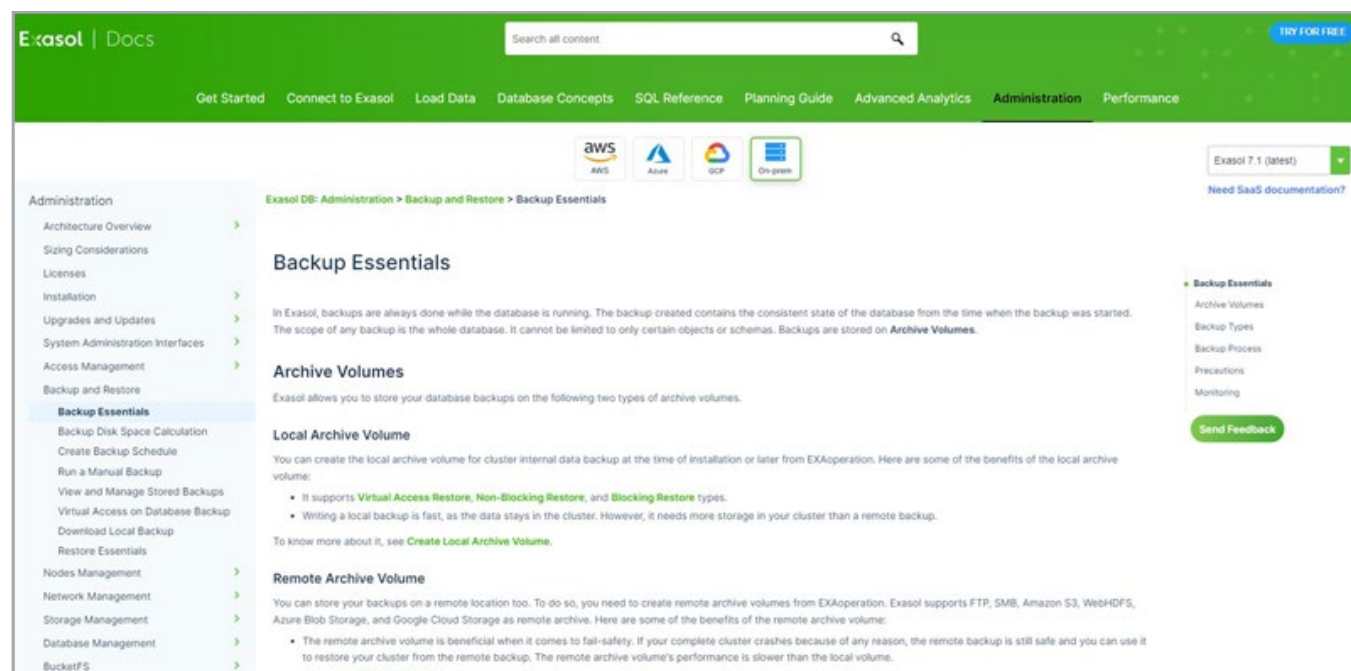 Exasol | Docs
Search all content
TRY FOR FREE
Get Started Connect to Exasol Load Data Database Concepts SQL Reference Planning Guide Advanced Analytics Administration Performance
aws
AWS Azure GCP On-prem
Exasol 7.1 (latest)
Need SaaS documentation?
Administration
Architecture Overview
Sizing Considerations
Licenses
Installation
Upgrades and Updates
System Administration Interfaces
Access Management
Backup and Restore
Backup Essentials
Backup Disk Space Calculation
Create Backup Schedule
Run a Manual Backup
View and Manage Stored Backups
Virtual Access on Database Backup
Download Local Backup
Restore Essentials
Nodes Management
Network Management
Storage Management
Database Management
BucketFS
Exasol DB: Administration > Backup and Restore > Backup Essentials
Backup Essentials
In Exasol, backups are always done while the database is running. The backup created contains the consistent state of the database from the time when the backup was started.
The scope of any backup is the whole database. It cannot be limited to only certain objects or schemas. Backups are stored on Archive Volumes.
Archive Volumes
Exasol allows you to store your database backups on the following two types of archive volumes.
Local Archive Volume
You can create the local archive volume for cluster internal data backup at the time of installation or later from EXAoperation. Here are some of the benefits of the local archive
volume:
• It supports Virtual Access Restore, Non-Blocking Restore, and Blocking Restore types.
• Writing a local backup is fast, as the data stays in the cluster. However, it needs more storage in your cluster than a remote backup.
To know more about it, see Create Local Archive Volume.
Remote Archive Volume
You can store your backups on a remote location too. To do so, you need to create remote archive volumes from EXAoperation. Exasol supports FTP, SMB, Amazon S3, WebHDFS,
Azure Blob Storage, and Google Cloud Storage as remote archive. Here are some of the benefits of the remote archive volume:
• The remote archive volume is beneficial when it comes to fail-safety. If your complete cluster crashes because of any reason, the remote backup is still safe and you can use it
to restore your cluster from the remote backup. The remote archive volume's performance is slower than the local volume.
Backup Essentials
Archive Volumes
Backup Types
Backup Process
Precautions
Monitoring
Send Feedback